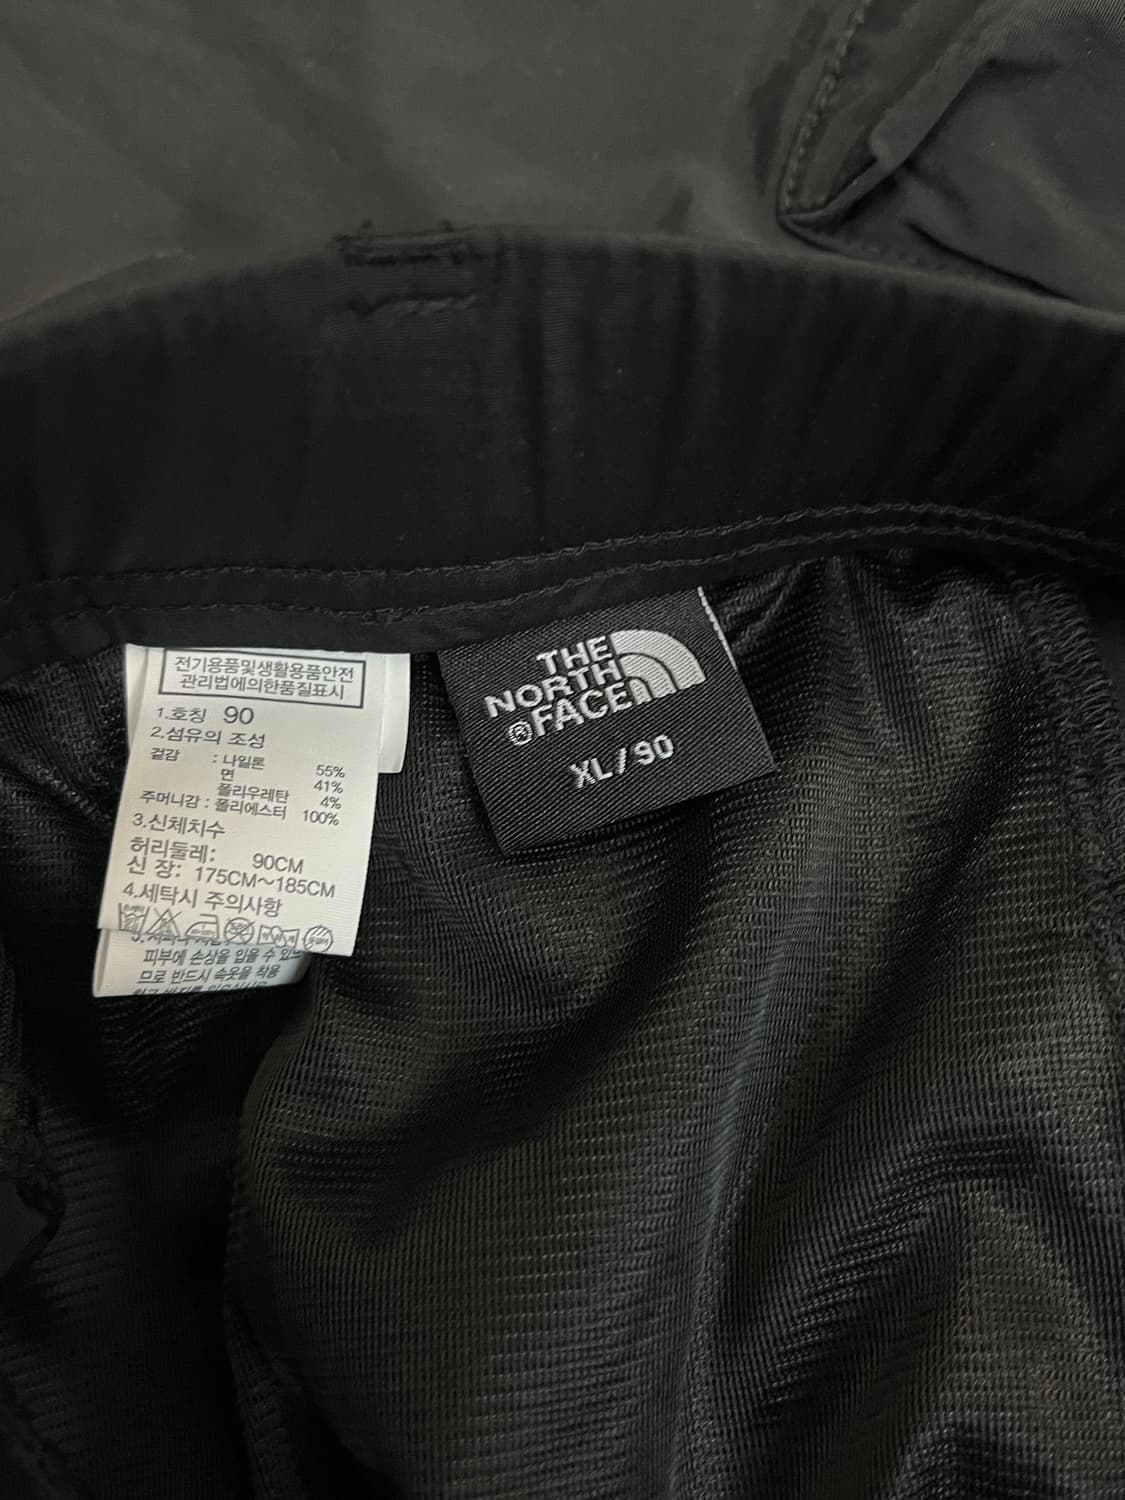 전기용품및생활용품안전
관리법에의한품질표시
1.호칭 90
2.섬유의 조성
겉감 : 나일론 55%
면 41%
폴리우레탄 4%
주머니감 : 폴리에스터 100%
3.신체치수
허리둘레: 90CM
신 장: 175CM~185CM
4.세탁시 주의사항
피부에 손상을 입을 수 있
므로 반드시 속옷을 착용
THE
NORTH
®FACE
XL/90